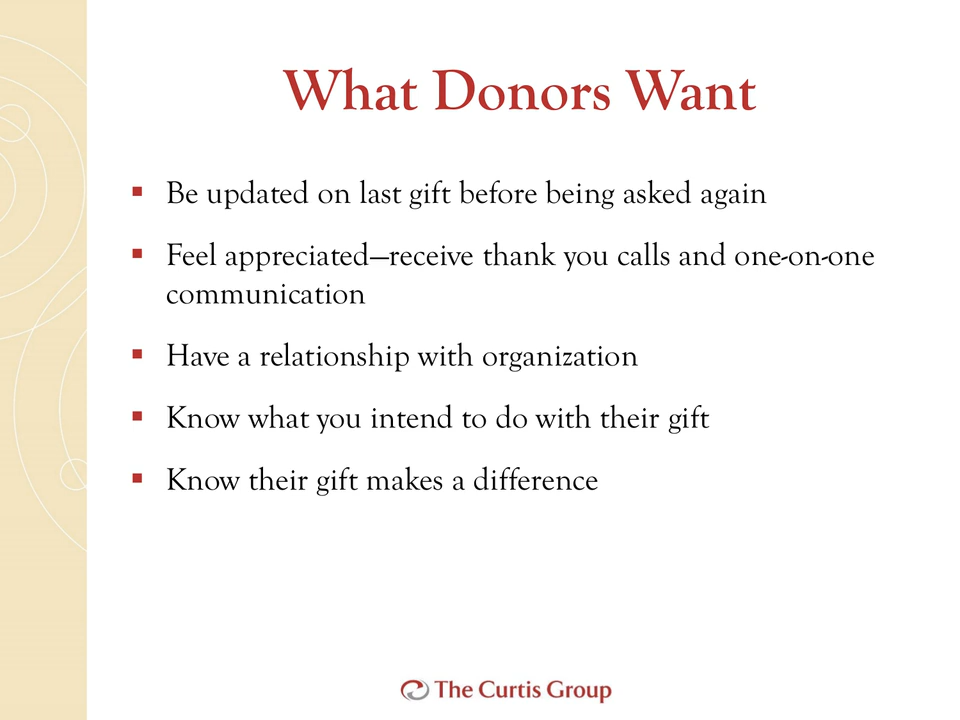 What Donors Want
▪ Be updated on last gift before being asked again
▪ Feel appreciated—receive thank you calls and one-on-one
communication
▪ Have a relationship with organization
▪ Know what you intend to do with their gift
▪ Know their gift makes a difference
The Curtis Group